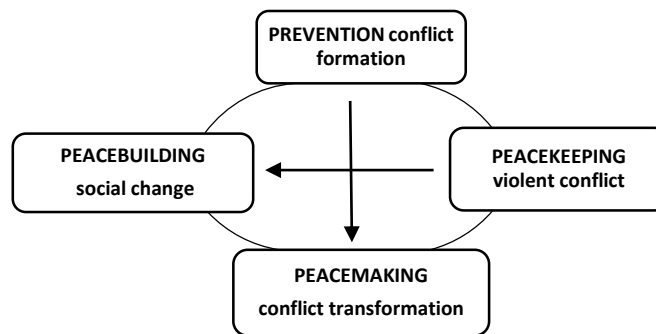 PREVENTION conflict
formation
PEACEBUILDING
social change
PEACEKEEPING
violent conflict
PEACEMAKING
conflict transformation